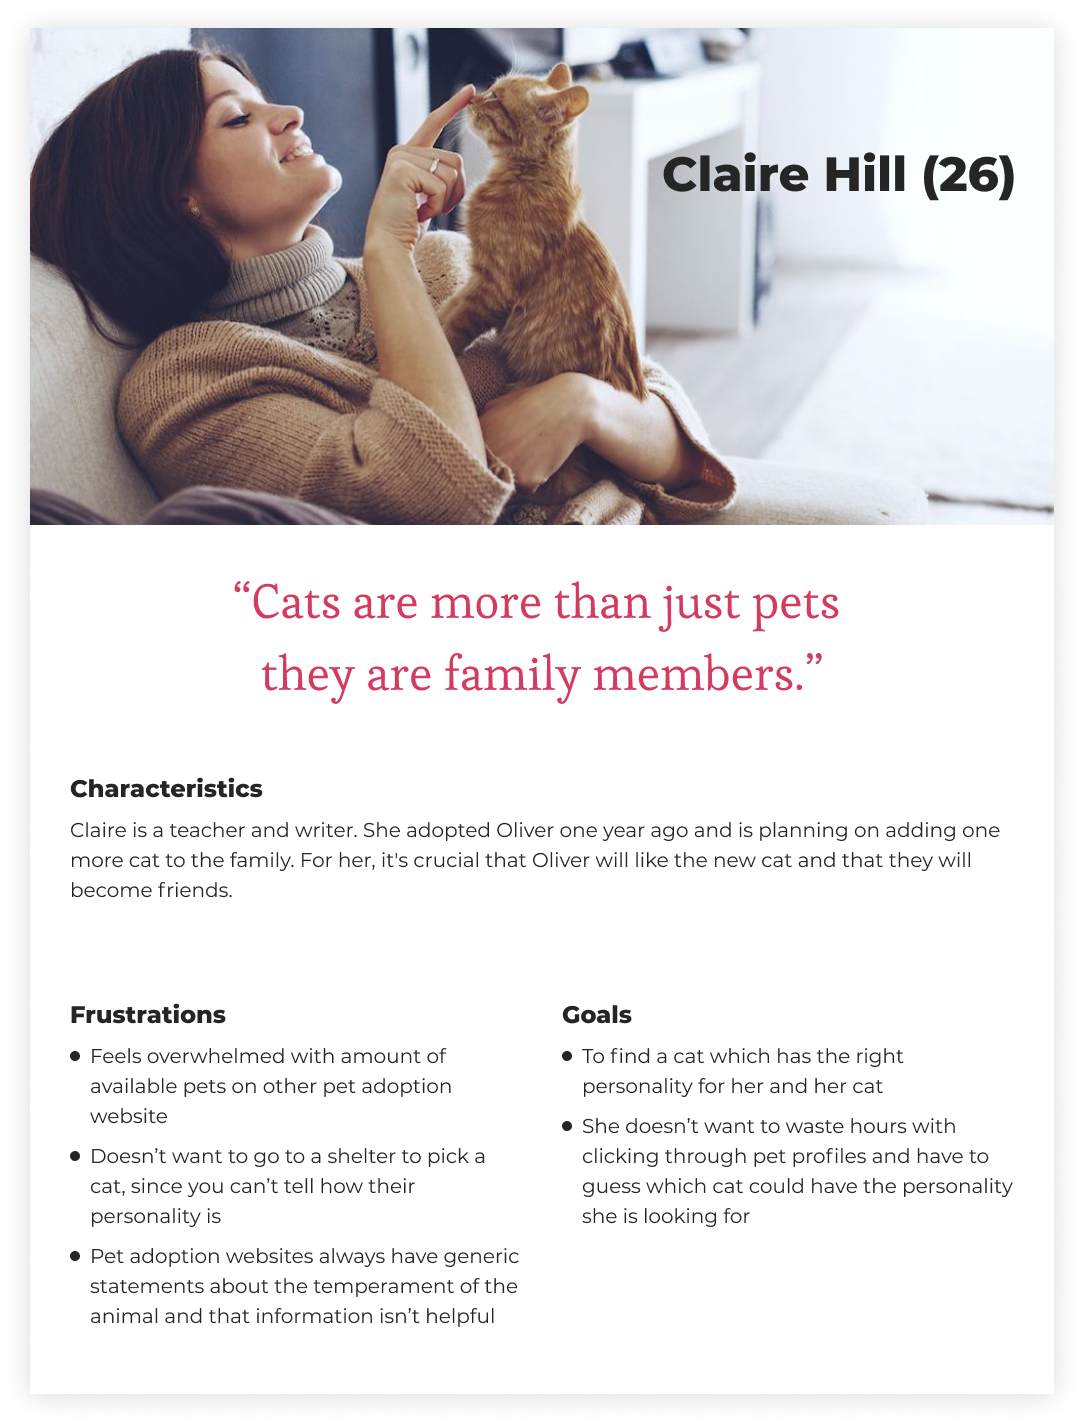 Claire Hill (26)
“Cats are more than just pets
they are family members.”
Characteristics
Claire is a teacher and writer. She adopted Oliver one year ago and is planning on adding one
more cat to the family. For her, it's crucial that Oliver will like the new cat and that they will
become friends.
Frustrations
● Feels overwhelmed with amount of
available pets on other pet adoption
website
● Doesn’t want to go to a shelter to pick a
cat, since you can’t tell how their
personality is
● Pet adoption websites always have generic
statements about the temperament of the
animal and that information isn’t helpful
Goals
● To find a cat which has the right
personality for her and her cat
● She doesn’t want to waste hours with
clicking through pet profiles and have to
guess which cat could have the personality
she is looking for